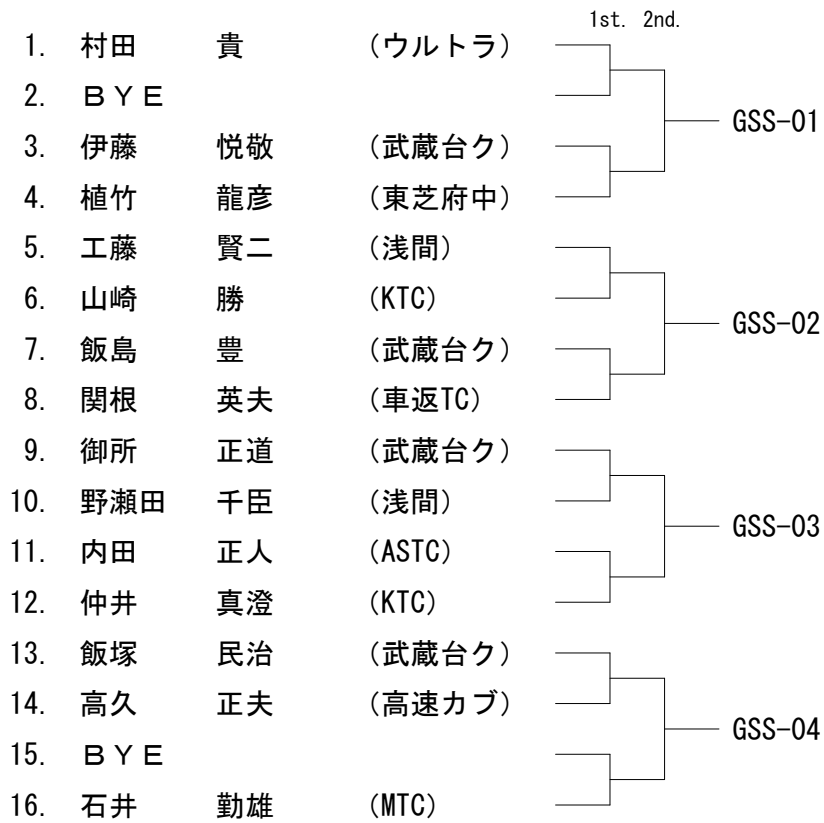 1st. 2nd.
1. 村田 貴 (ウルトラ)
2. ＢＹＥ
GSS-01
3. 伊藤 悦敬 (武蔵台ク)
4. 植竹 龍彦 (東芝府中)
5. 工藤 賢二 (浅間)
6. 山崎 勝 (KTC)
GSS-02
7. 飯島 豊 (武蔵台ク)
8. 関根 英夫 (車返TC)
9. 御所 正道 (武蔵台ク)
10. 野瀬田 千臣 (浅間)
GSS-03
11. 内田 正人 (ASTC)
12. 仲井 真澄 (KTC)
13. 飯塚 民治 (武蔵台ク)
14. 高久 正夫 (高速カブ)
GSS-04
15. ＢＹＥ
16. 石井 勤雄 (MTC)